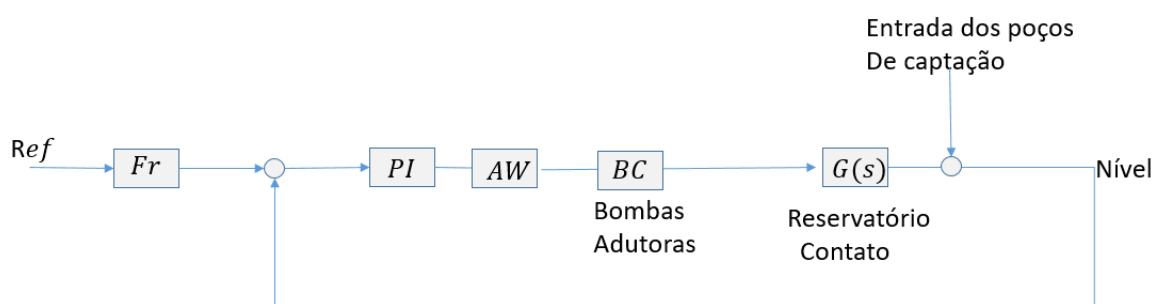 Entrada dos poços
De captação
Ref
Fr
PI
AW
BC
G(s)
Nível
Bombas
Adutoras
Reservatório
Contato